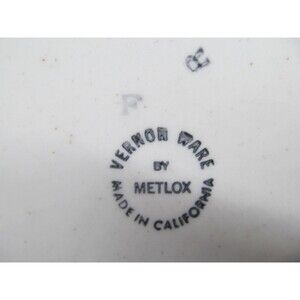 F
VERNON WARE
BY
METLOX
MADE IN CALIFORNIA